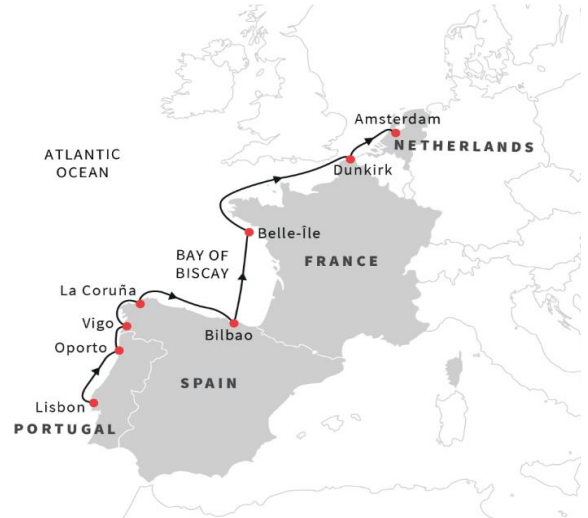 Amsterdam
NETHERLANDS
ATLANTIC
OCEAN
Dunkirk
Belle-Île
BAY OF
BISCAY
FRANCE
La Coruña
Vigo
Bilbao
Oporto
SPAIN
Lisbon
PORTUGAL